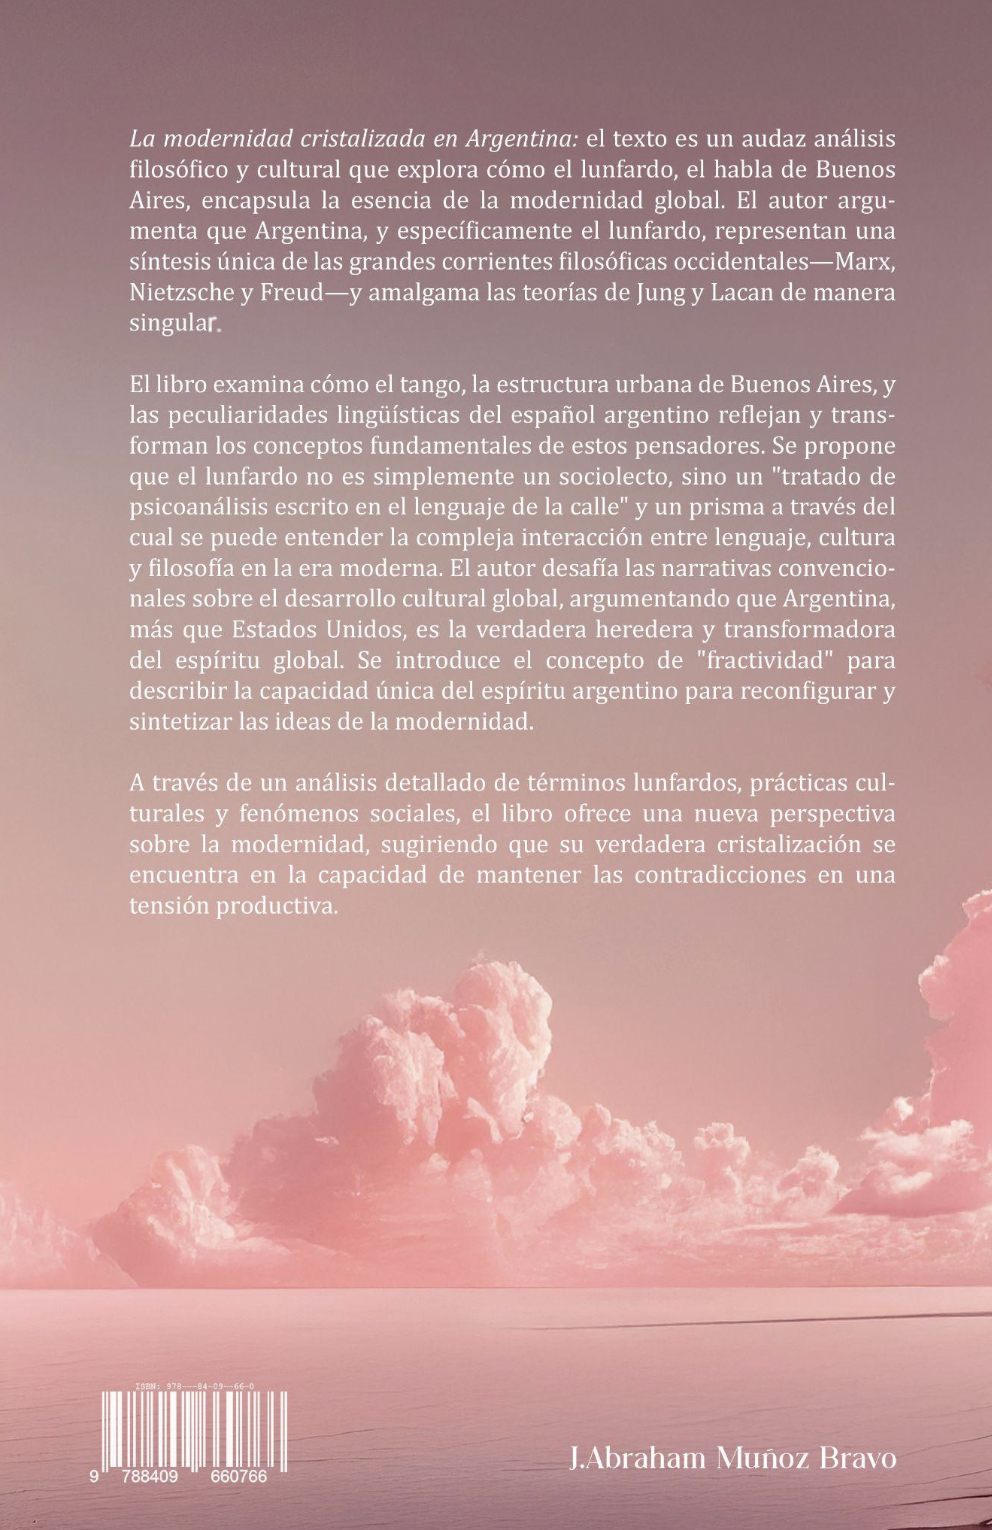 La modernidad cristalizada en Argentina: el texto es un audaz análisis
filosófico y cultural que explora cómo el lunfardo, el habla de Buenos
Aires, encapsula la esencia de la modernidad global. El autor argu-
menta que Argentina, y específicamente el lunfardo, representan una
síntesis única de las grandes corrientes filosóficas occidentales—Marx,
Nietzsche y Freud—y amalgama las teorías de Jung y Lacan de manera
singular.
El libro examina cómo el tango, la estructura urbana de Buenos Aires, y
las peculiaridades lingüísticas del español argentino reflejan y trans-
forman los conceptos fundamentales de estos pensadores. Se propone
que el lunfardo no es simplemente un sociolecto, sino un "tratado de
psicoanálisis escrito en el lenguaje de la calle" y un prisma a través del
cual se puede entender la compleja interacción entre lenguaje, cultura
y filosofía en la era moderna. El autor desafía las narrativas convencio-
nales sobre el desarrollo cultural global, argumentando que Argentina,
más que Estados Unidos, es la verdadera heredera y transformadora
del espíritu global. Se introduce el concepto de "fractividad" para
describir la capacidad única del espíritu argentino para reconfigurar y
sintetizar las ideas de la modernidad.
A través de un análisis detallado de términos lunfardos, prácticas cul-
turales y fenómenos sociales, el libro ofrece una nueva perspectiva
sobre la modernidad, sugiriendo que su verdadera cristalización se
encuentra en la capacidad de mantener las contradicciones en una
tensión productiva.
ISBN: 978---84-09--66-0
9 788409 660766
J.Abraham Muñoz Bravo